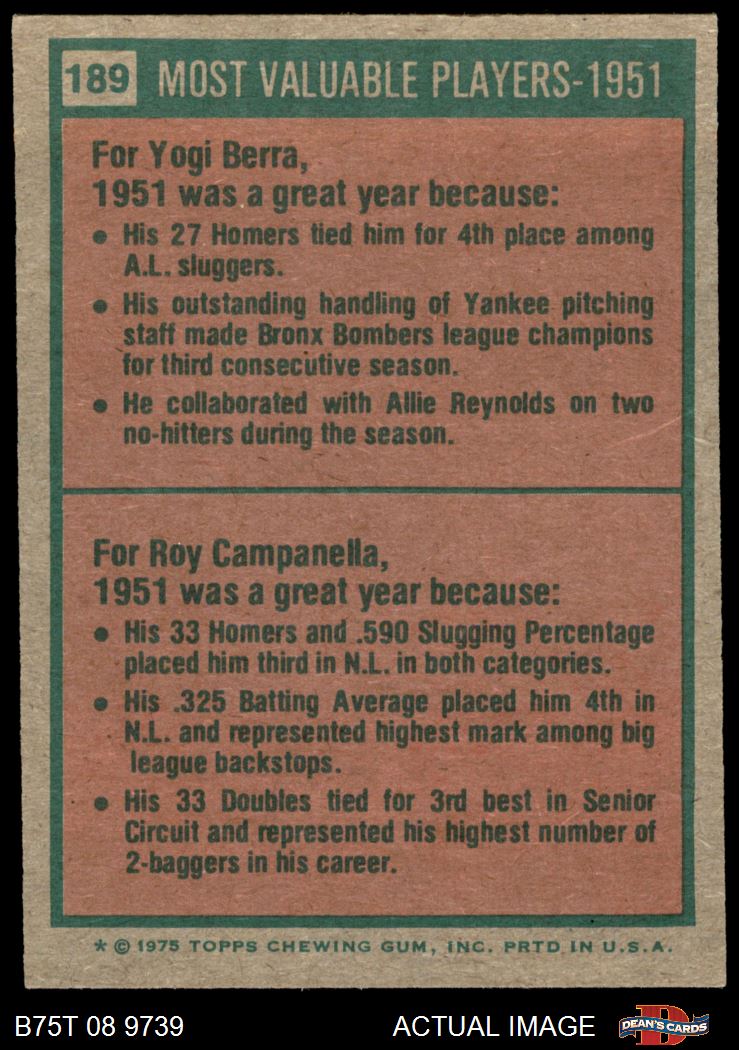 189 MOST VALUABLE PLAYERS-1951
For Yogi Berra,
1951 was a great year because:
● His 27 Homers tied him for 4th place among
A.L. sluggers.
● His outstanding handling of Yankee pitching
staff made Bronx Bombers league champions
for third consecutive season.
● He collaborated with Allie Reynolds on two
no-hitters during the season.
For Roy Campanella,
1951 was a great year because:
● His 33 Homers and .590 Slugging Percentage
placed him third in N.L. in both categories.
● His .325 Batting Average placed him 4th in
N.L. and represented highest mark among big
league backstops.
● His 33 Doubles tied for 3rd best in Senior
Circuit and represented his highest number of
2-baggers in his career.
* © 1975 TOPPS CHEWING GUM, INC. PRTD IN U.S.A.
B75T 08 9739 ACTUAL IMAGE D DEAN'S CARDS